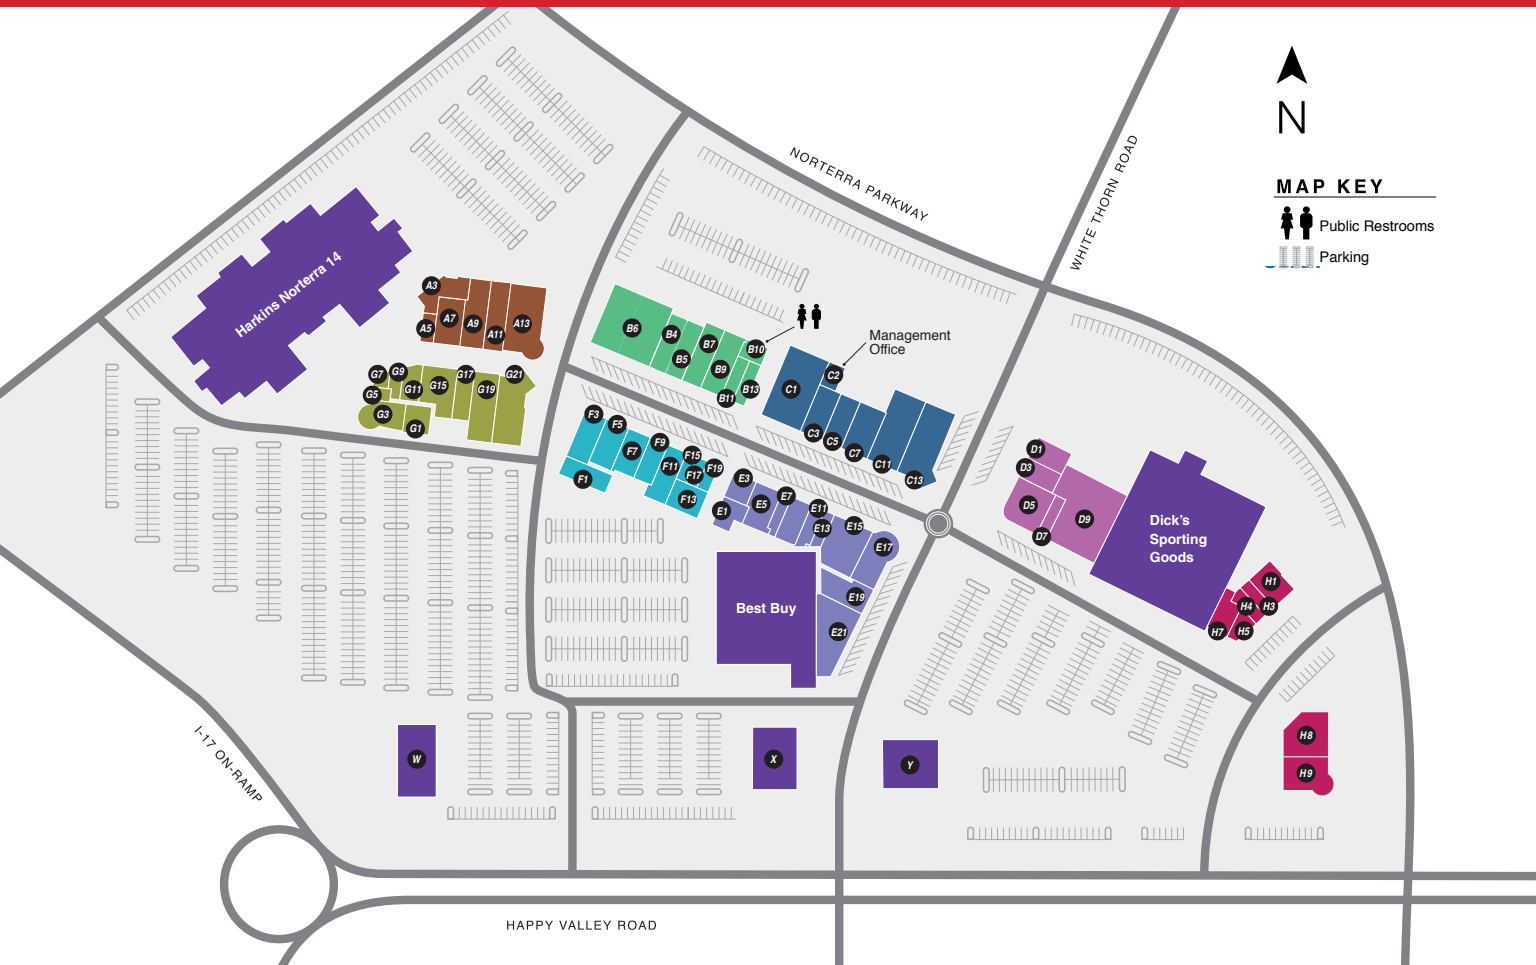 N
MAP KEY
Public Restrooms
Parking
NORTERRA PARKWAY
WHITE THORN ROAD
Harkins Norterra 14
A3
A5
A7
A9
A11
A13
G7
G9
G5
G11
G15
G17
G19
G21
G3
G1
B6
B4
B5
B7
B9
B10
B11
B13
Management
Office
C1
C2
C3
C5
C7
C11
C13
F3
F5
F7
F9
F11
F15
F17
F19
F13
F1
E3
E1
E5
E7
E11
E13
E15
E17
E19
E21
D1
D3
D5
D7
D9
Dick's
Sporting
Goods
Best Buy
H1
H3
H4
H5
H7
H8
H9
W
X
Y
I-17 ON-RAMP
HAPPY VALLEY ROAD